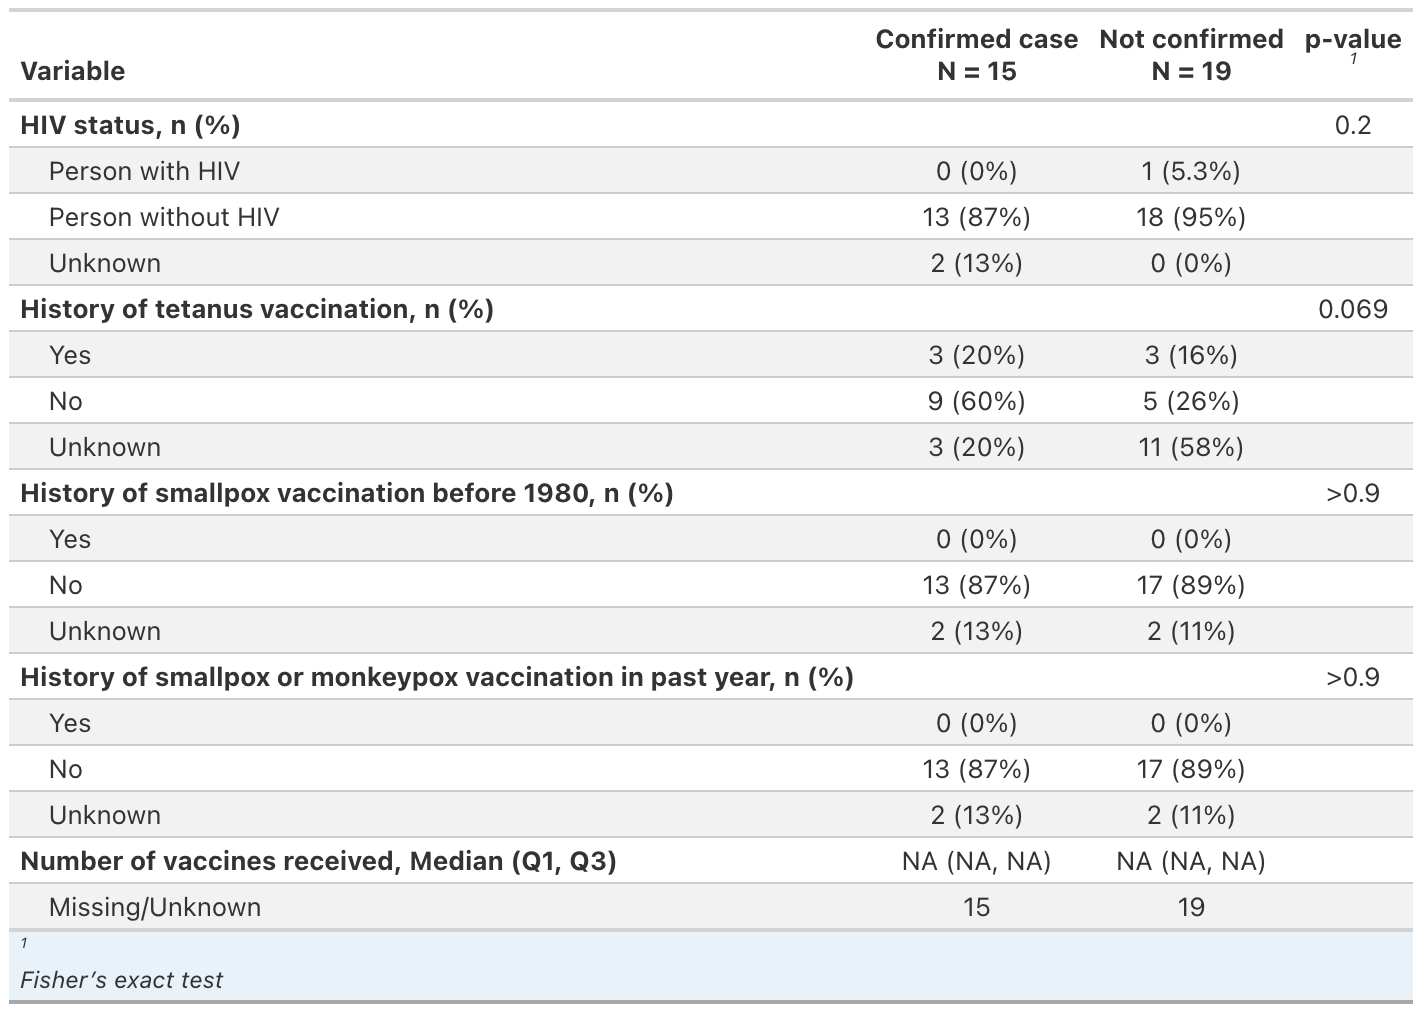 Variable Confirmed case N = 15 Not confirmed N = 19 p-value 1
HIV status, n (%) 0.2
Person with HIV 0 (0%) 1 (5.3%)
Person without HIV 13 (87%) 18 (95%)
Unknown 2 (13%) 0 (0%)
History of tetanus vaccination, n (%) 0.069
Yes 3 (20%) 3 (16%)
No 9 (60%) 5 (26%)
Unknown 3 (20%) 11 (58%)
History of smallpox vaccination before 1980, n (%) >0.9
Yes 0 (0%) 0 (0%)
No 13 (87%) 17 (89%)
Unknown 2 (13%) 2 (11%)
History of smallpox or monkeypox vaccination in past year, n (%) >0.9
Yes 0 (0%) 0 (0%)
No 13 (87%) 17 (89%)
Unknown 2 (13%) 2 (11%)
Number of vaccines received, Median (Q1, Q3) NA (NA, NA) NA (NA, NA)
Missing/Unknown 15 19
1
Fisher’s exact test